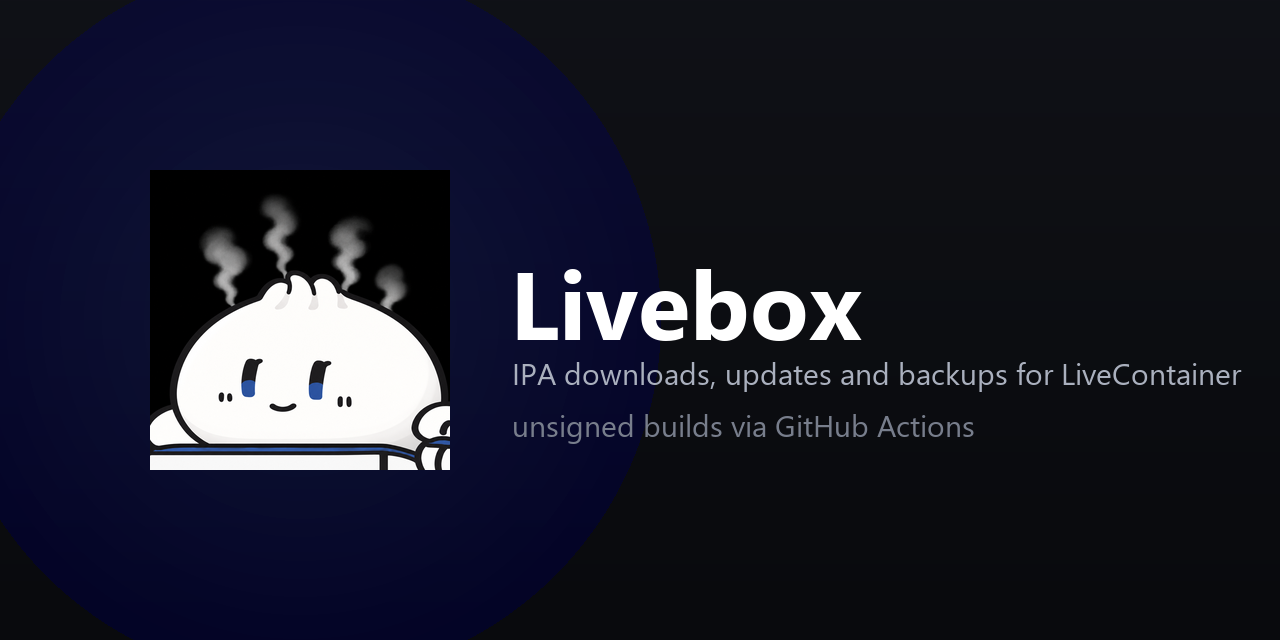 Livebox
IPA downloads, updates and backups for LiveContainer
unsigned builds via GitHub Actions